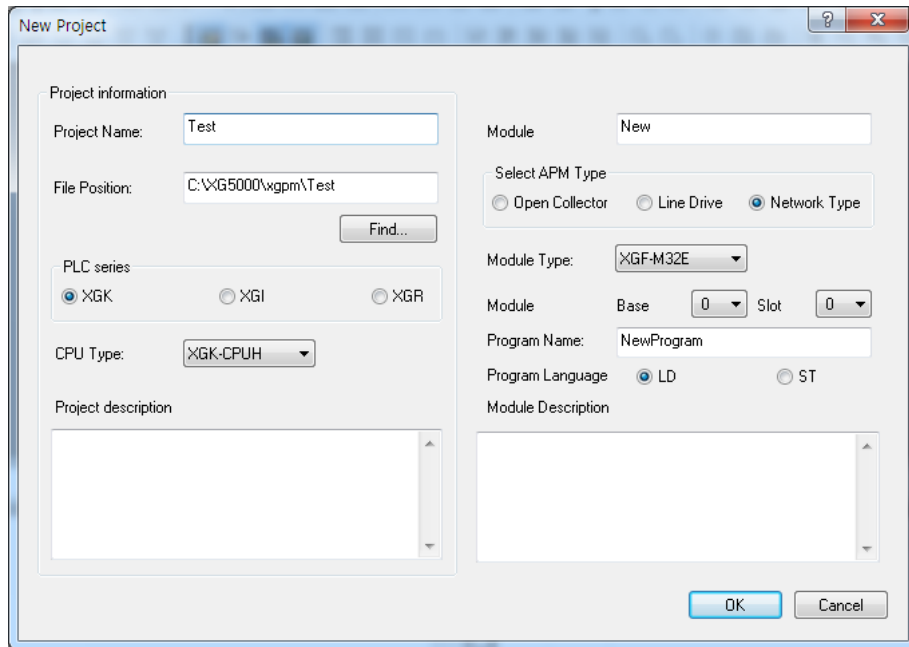 New Project
Project information
Project Name:
Test
File Position:
C:\XG5000\xgpm\Test
Find...
PLC series
XGK
XGI
XGR
CPU Type:
XGK-CPUH
Project description
Module
New
Select APM Type
Open Collector
Line Drive
Network Type
Module Type:
XGF-M32E
Module
Base
0
Slot
0
Program Name:
NewProgram
Program Language
LD
ST
Module Description
OK
Cancel